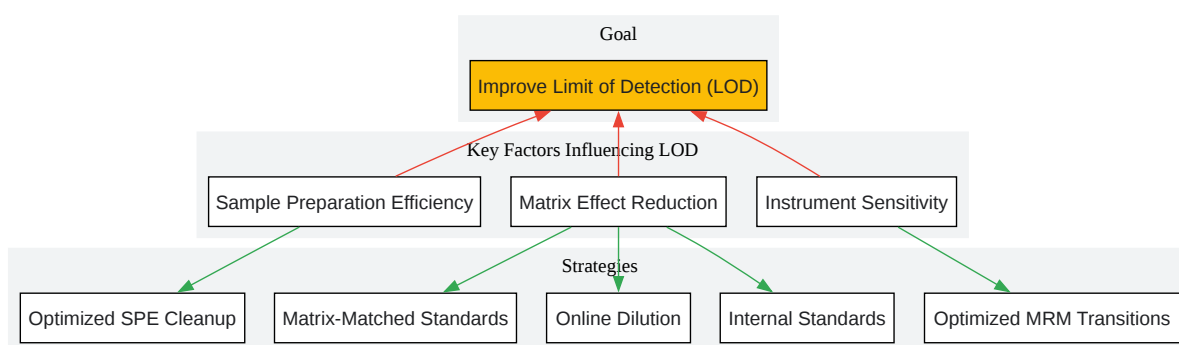 Goal
Improve Limit of Detection (LOD)
Key Factors Influencing LOD
Sample Preparation Efficiency
Matrix Effect Reduction
Instrument Sensitivity
Strategies
Optimized SPE Cleanup
Matrix-Matched Standards
Online Dilution
Internal Standards
Optimized MRM Transitions